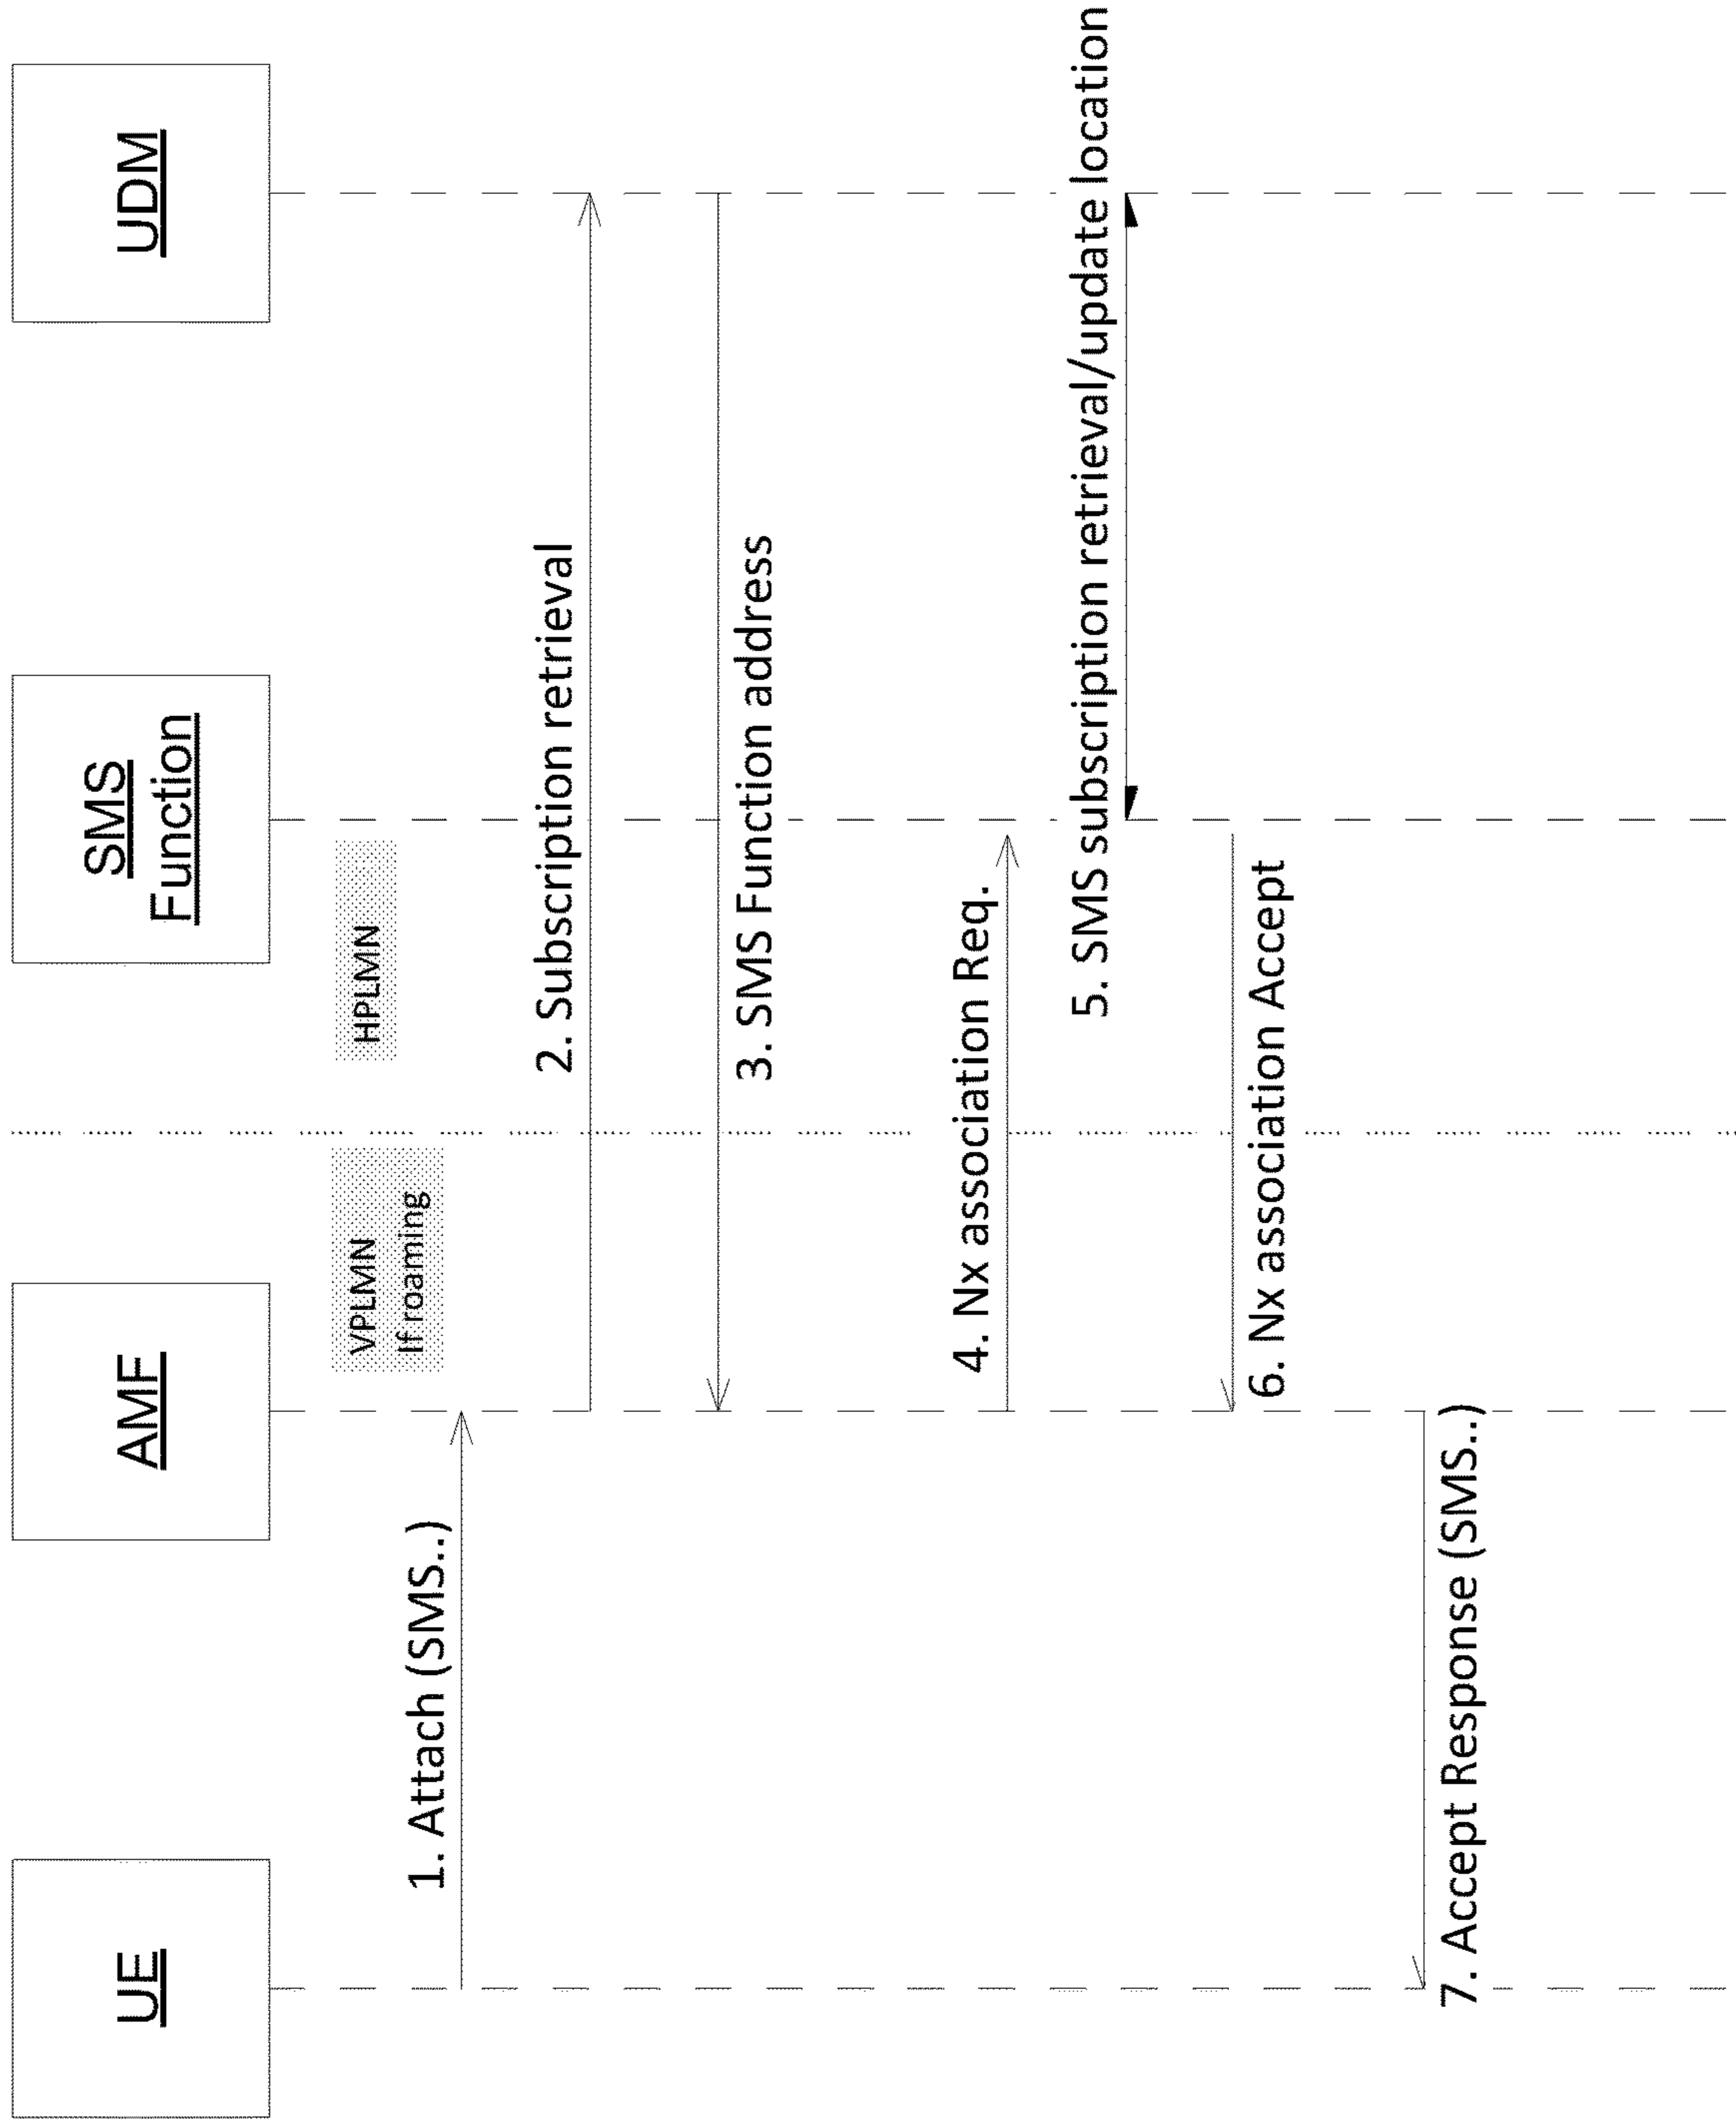 UE
AMF
SMS
Function
UDM
VPLMN
If roaming
HPLMN
1. Attach (SMS..)
2. Subscription retrieval
3. SMS Function address
4. Nx association Req.
5. SMS subscription retrieval/update location
6. Nx association Accept
7. Accept Response (SMS..)